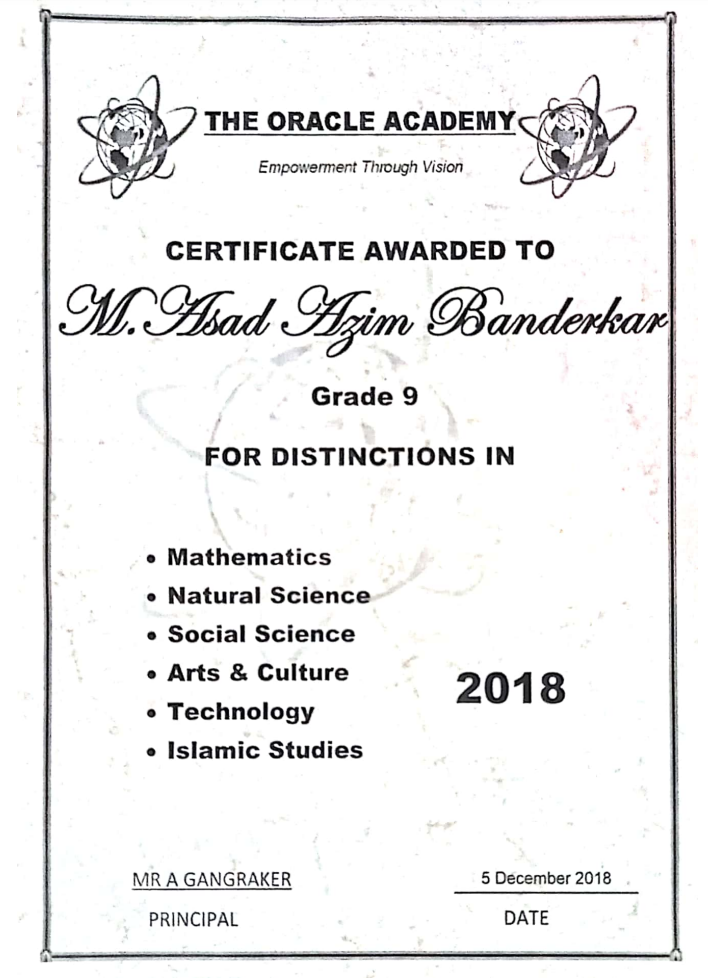 THE ORACLE ACADEMY
Empowerment Through Vision
CERTIFICATE AWARDED TO
M. Asad Azim Banderkar
Grade 9
FOR DISTINCTIONS IN
• Mathematics
• Natural Science
• Social Science
• Arts & Culture
2018
• Technology
• Islamic Studies
MR A GANGRAKER
5 December 2018
PRINCIPAL
DATE